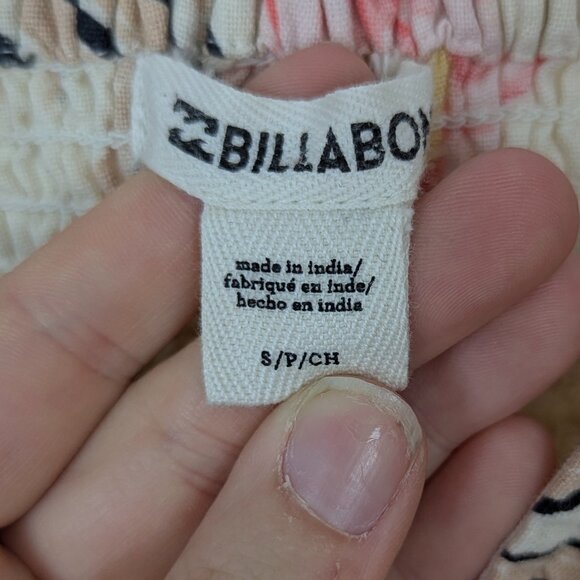 BILLABON
made in india/
fabriqué en inde/
hecho en india
S/P/CH